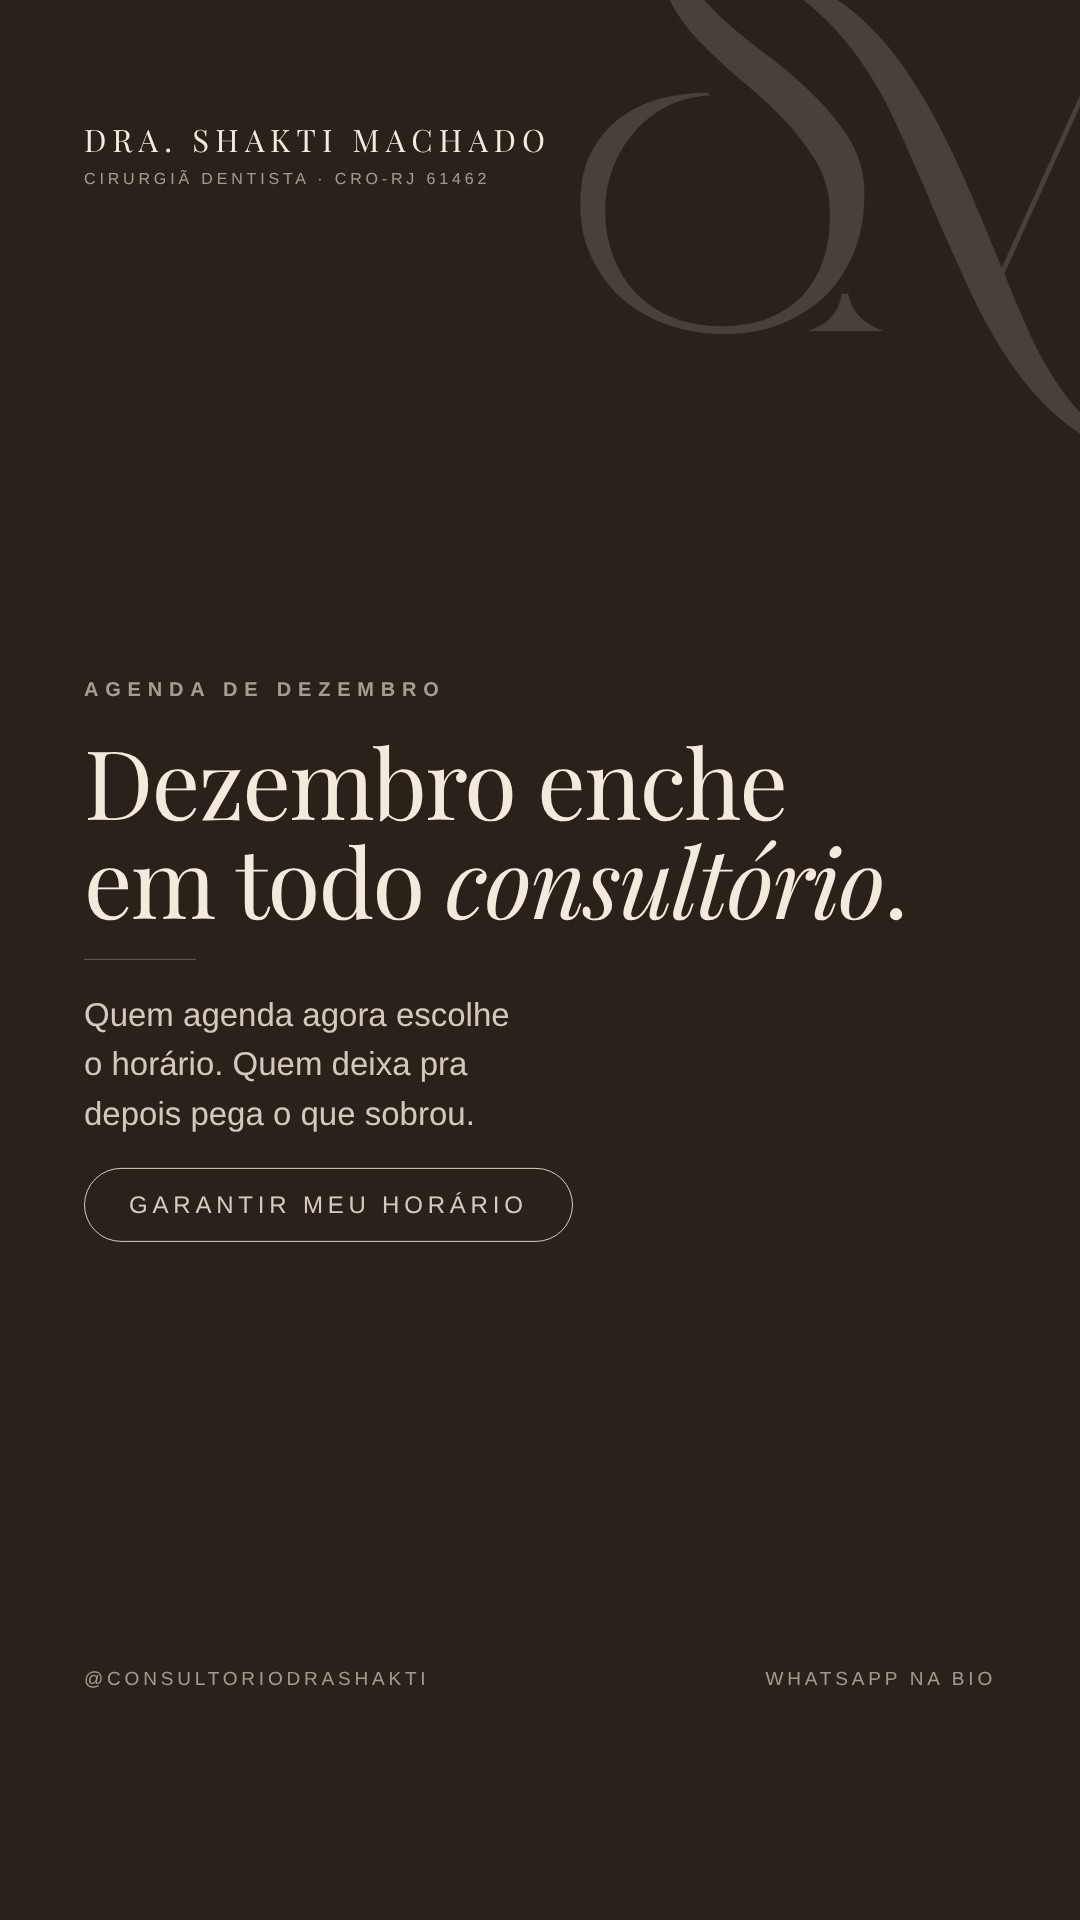 DRA. SHAKTI MACHADO
CIRURGIÃ DENTISTA · CRO-RJ 61462
AGENDA DE DEZEMBRO
Dezembro enche
em todo consultório.
Quem agenda agora escolhe
o horário. Quem deixa pra
depois pega o que sobrou.
GARANTIR MEU HORÁRIO
@CONSULTORIODRASHAKTI
WHATSAPP NA BIO